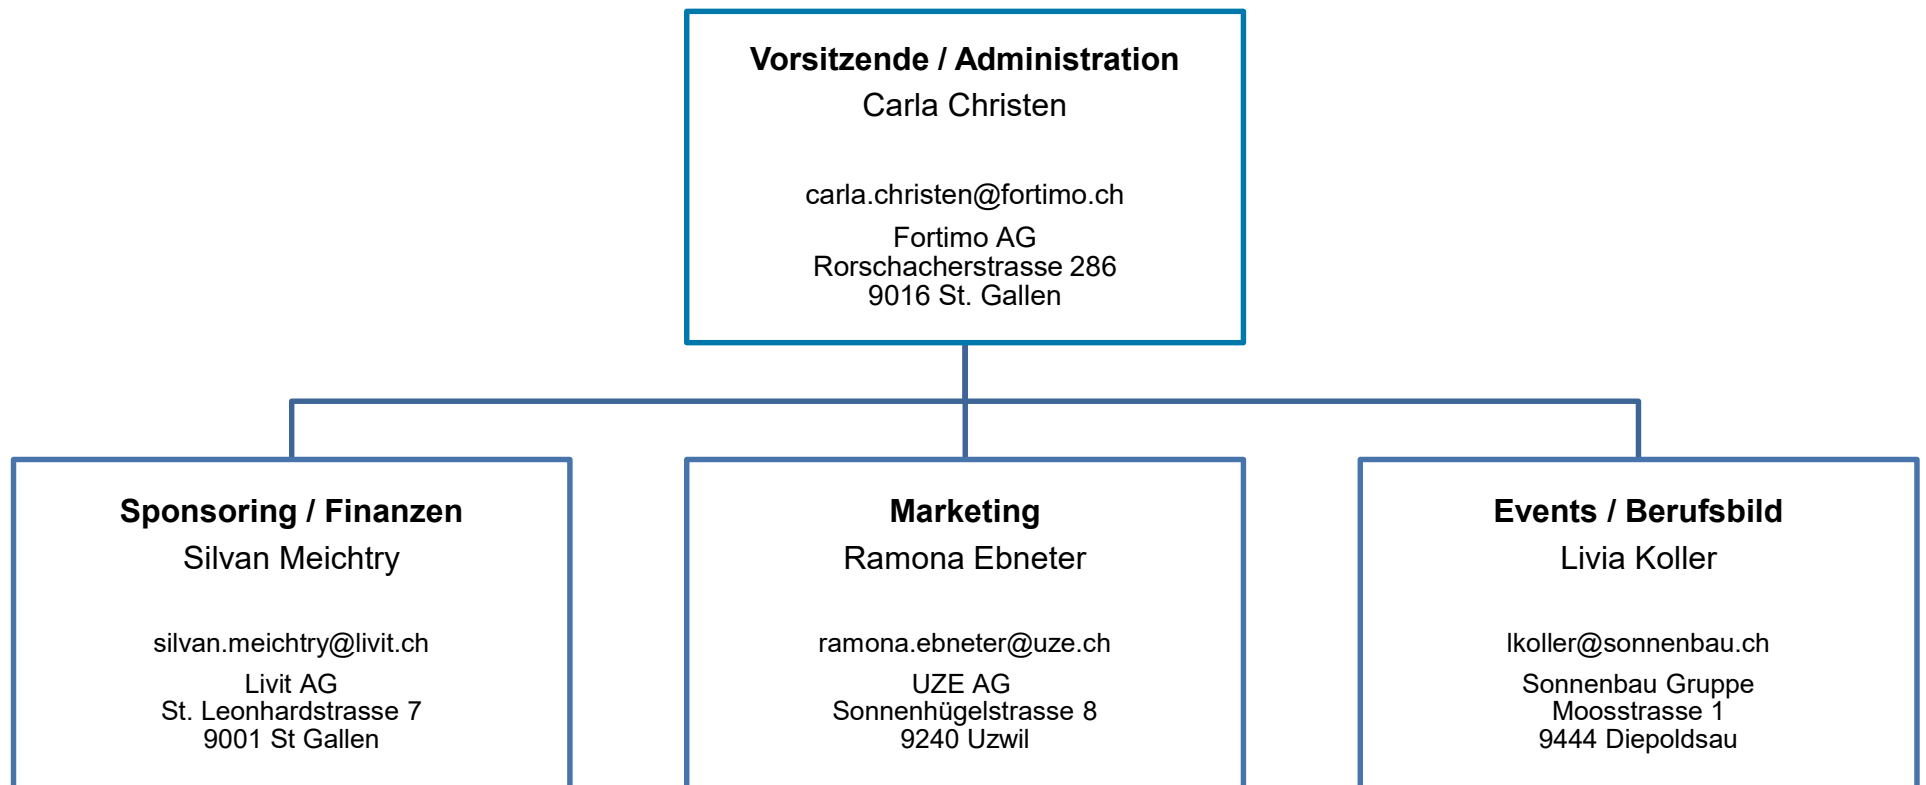 Vorsitzende / Administration
Carla Christen
carla.christen@fortimo.ch
Fortimo AG
Rorschacherstrasse 286
9016 St. Gallen
Sponsoring / Finanzen
Silvan Meichtry
silvan.meichtry@livit.ch
Livit AG
St. Leonhardstrasse 7
9001 St Gallen
Marketing
Ramona Ebneter
ramona.ebneter@uze.ch
UZE AG
Sonnenhügelstrasse 8
9240 Uzwil
Events / Berufsbild
Livia Koller
lkoller@sonnenbau.ch
Sonnenbau Gruppe
Moosstrasse 1
9444 Diepoldsau